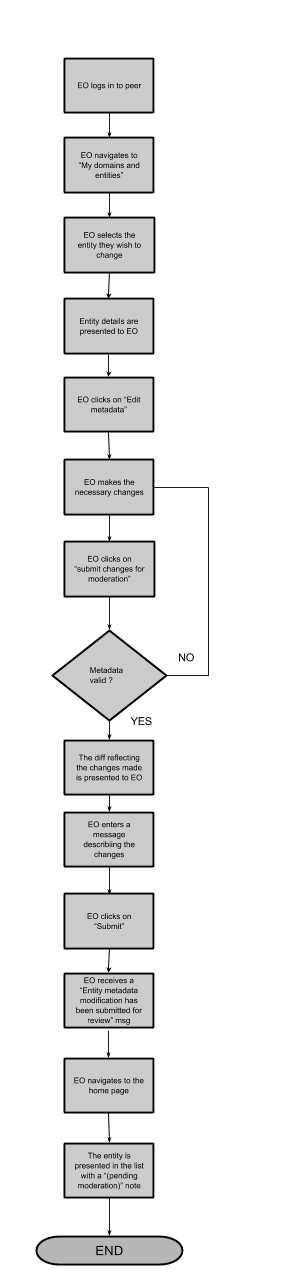 EO logs in to peer
EO navigates to
“My domains and
entities”
EO selects the
entity they wish to
change
Entity details are
presented to EO
EO clicks on “Edit
metadata”
EO makes the
necessary changes
EO clicks on
“submit changes for
moderation”
Metadata
valid ?
NO
YES
The diff reflecting
the changes made
is presented to EO
EO enters a
message
describiing the
changes
EO clicks on
“Submit”
EO receives a
“Entity metadata
modification has
been submitted for
review” msg
EO navigates to the
home page
The entity is
presented in the list
with a “(pending
moderation)” note
END